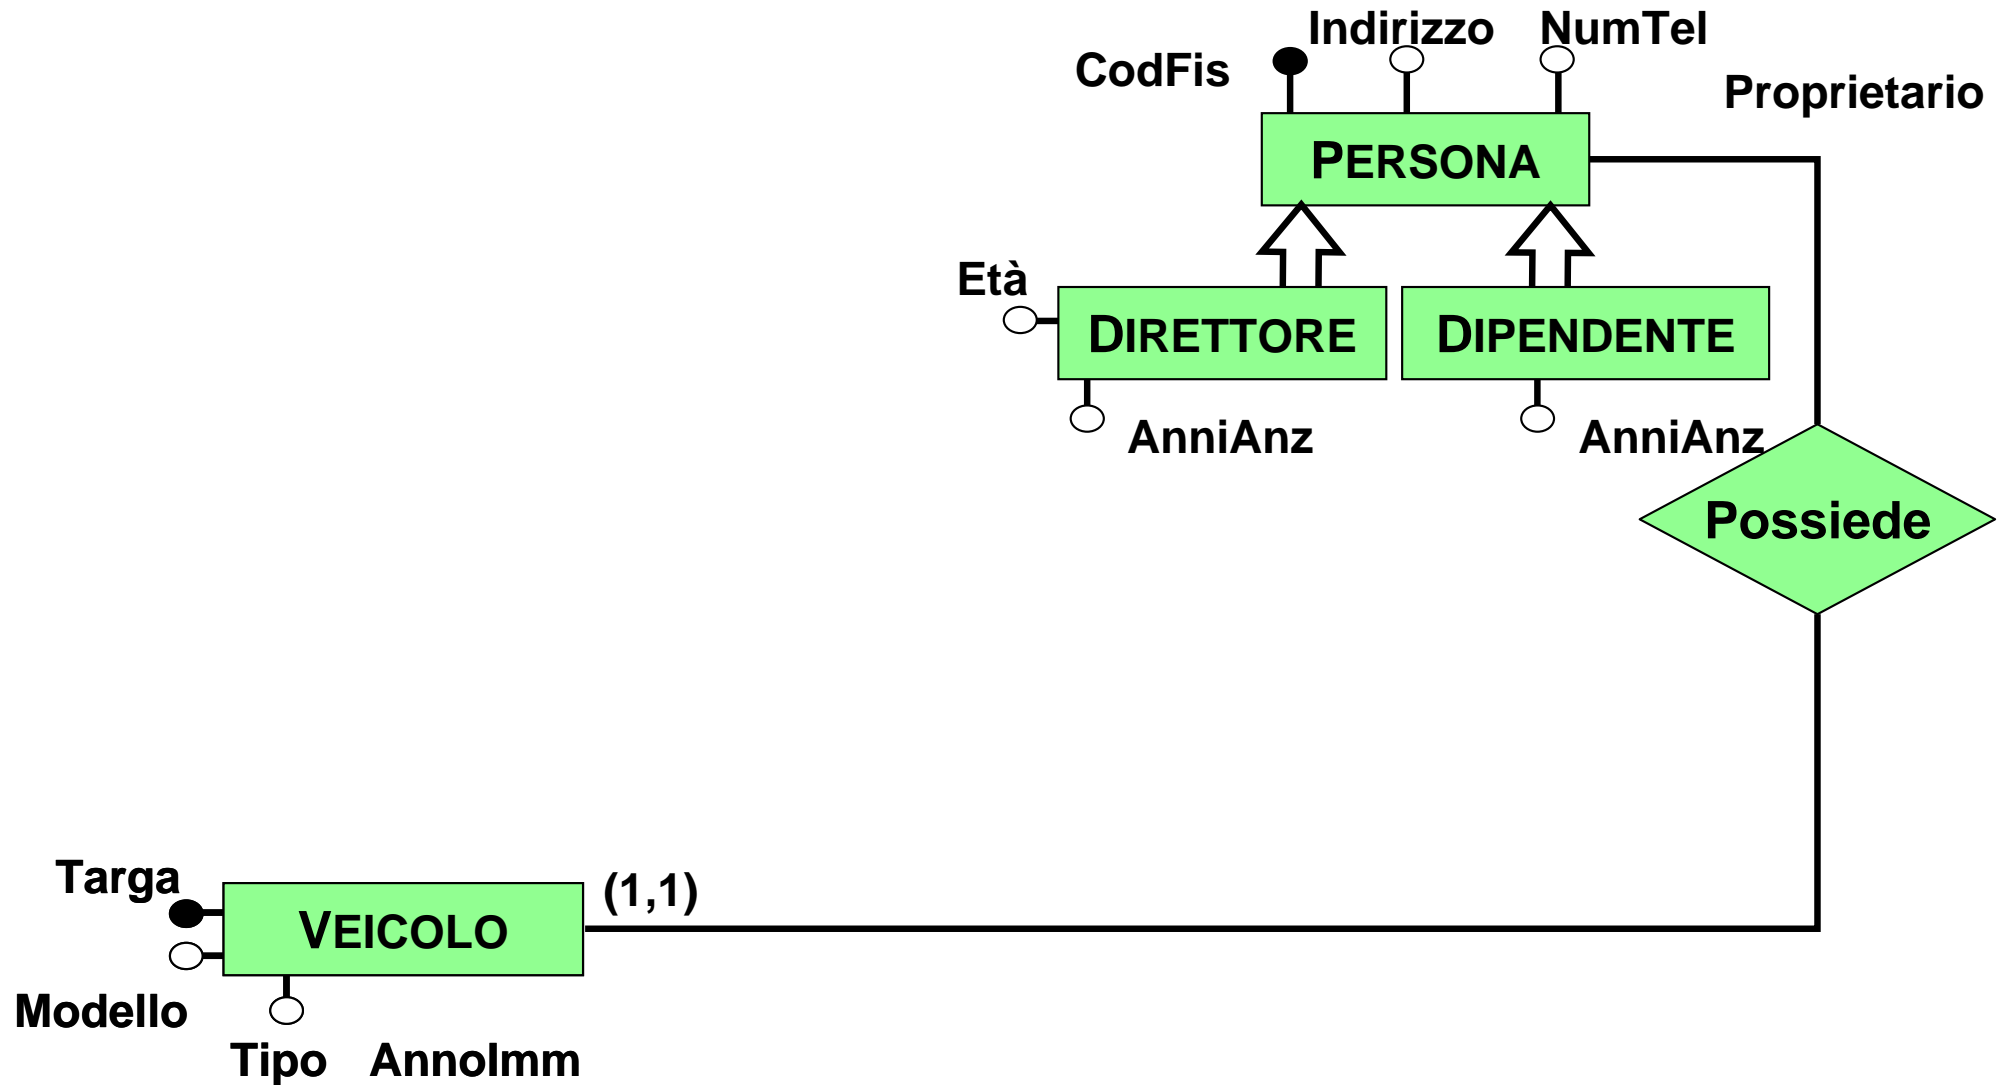 Indirizzo NumTel
CodFis
Proprietario
PERSONA
Età
DIRETTORE DIPENDENTE
AnniAnz AnniAnz
Possiede
Targa (1,1)
VEICOLO
Modello
Tipo AnnoImm